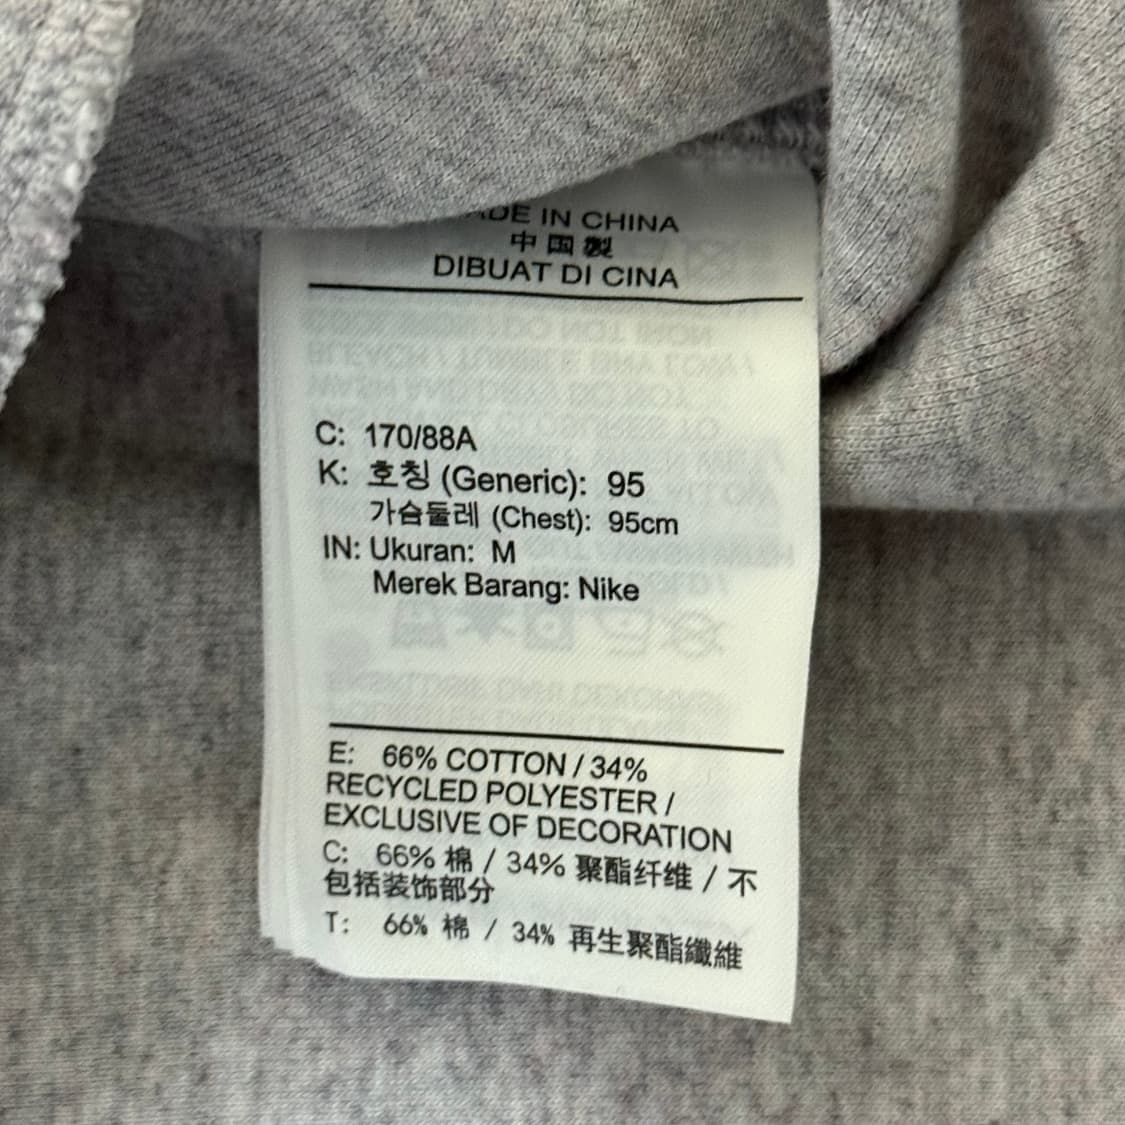 IN CHINA
中国製
DIBUAT DI CINA
C: 170/88A
K: 호칭 (Generic): 95
가슴둘레 (Chest): 95cm
IN: Ukuran: M
Merek Barang: Nike
E: 66% COTTON / 34%
RECYCLED POLYESTER /
EXCLUSIVE OF DECORATION
C: 66% 棉 / 34% 聚酯纤维 / 不
包括装饰部分
T: 66% 棉 / 34% 再生聚酯纖維